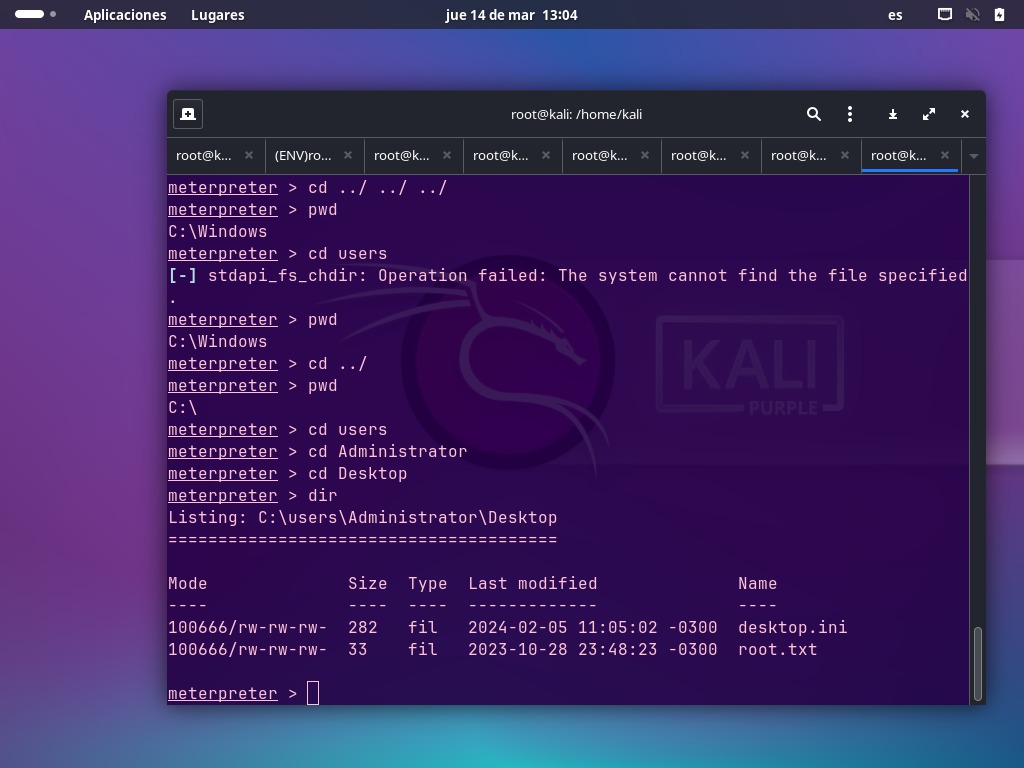 Aplicaciones Lugares jue 14 de mar 13:04 es
root@kali: /home/kali
root@k... (ENV)ro... root@k... root@k... root@k... root@k... root@k... root@k...
meterpreter > cd ../ ../ ../
meterpreter > pwd
C:\Windows
meterpreter > cd users
[-] stdapi_fs_chdir: Operation failed: The system cannot find the file specified
.
meterpreter > pwd
C:\Windows
meterpreter > cd ../
meterpreter > pwd
C:\
meterpreter > cd users
meterpreter > cd Administrator
meterpreter > cd Desktop
meterpreter > dir
Listing: C:\users\Administrator\Desktop
=======================================
Mode Size Type Last modified Name
---- ---- ---- ------------- ----
100666/rw-rw-rw- 282 fil 2024-02-05 11:05:02 -0300 desktop.ini
100666/rw-rw-rw- 33 fil 2023-10-28 23:48:23 -0300 root.txt
meterpreter >
KALI
PURPLE